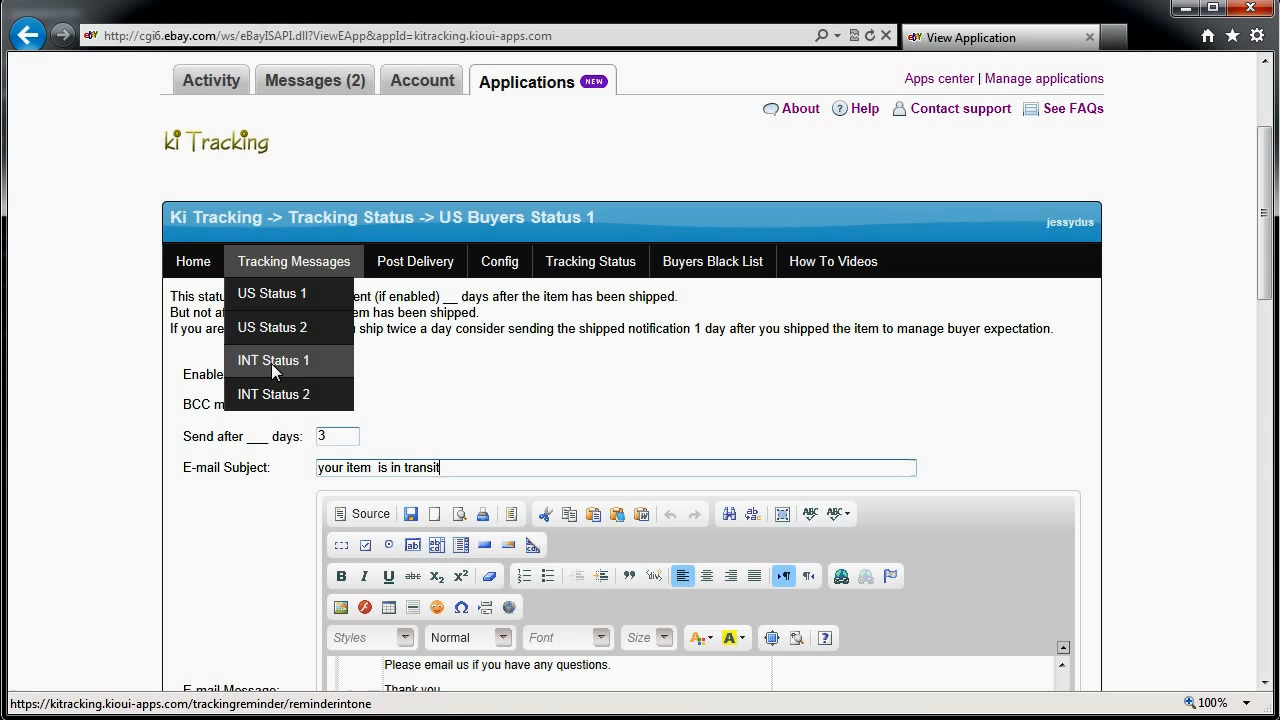 http://cgi6.ebay.com/ws/eBayISAPI.dll?ViewEApp&appId=kitracking.kioui-apps.com
View Application
Activity
Messages (2)
Account
Applications NEW
Apps center | Manage applications
About
Help
Contact support
See FAQs
ki Tracking
Ki Tracking -> Tracking Status -> US Buyers Status 1
jessydus
Home
Tracking Messages
Post Delivery
Config
Tracking Status
Buyers Black List
How To Videos
US Status 1
US Status 2
INT Status 1
INT Status 2
This ent (if enabled) __ days after the item has been shipped.
But not em has been shipped.
If you are ship twice a day consider sending the shipped notification 1 day after you shipped the item to manage buyer expectation.
Enable
BCC m
Send after ___ days: 3
E-mail Subject: your item  is in transit
Source
Styles
Normal
Font
Size
Please email us if you have any questions.
Thank you
E-mail Message:
https://kitracking.kioui-apps.com/trackingreminder/reminderintone
100%